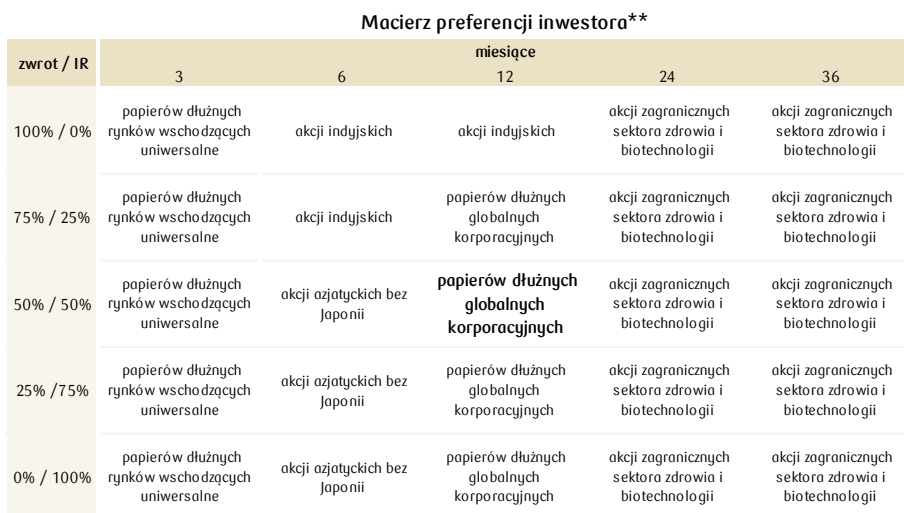 Macierz preferencji inwestora**
zwrot / IR
miesiące
3 6 12 24 36
100% / 0%
papierów dłużnych
rynków wschodzących
uniwersalne
akcji indyjskich
akcji indyjskich
akcji zagranicznych
sektora zdrowia i
biotechnologii
akcji zagranicznych
sektora zdrowia i
biotechnologii
75% / 25%
papierów dłużnych
rynków wschodzących
uniwersalne
akcji indyjskich
papierów dłużnych
globalnych
korporacyjnych
akcji zagranicznych
sektora zdrowia i
biotechnologii
akcji zagranicznych
sektora zdrowia i
biotechnologii
50% / 50%
papierów dłużnych
rynków wschodzących
uniwersalne
akcji azjatyckich bez
Japonii
papierów dłużnych
globalnych
korporacyjnych
akcji zagranicznych
sektora zdrowia i
biotechnologii
akcji zagranicznych
sektora zdrowia i
biotechnologii
25% /75%
papierów dłużnych
rynków wschodzących
uniwersalne
akcji azjatyckich bez
Japonii
papierów dłużnych
globalnych
korporacyjnych
akcji zagranicznych
sektora zdrowia i
biotechnologii
akcji zagranicznych
sektora zdrowia i
biotechnologii
0% / 100%
papierów dłużnych
rynków wschodzących
uniwersalne
akcji azjatyckich bez
Japonii
papierów dłużnych
globalnych
korporacyjnych
akcji zagranicznych
sektora zdrowia i
biotechnologii
akcji zagranicznych
sektora zdrowia i
biotechnologii